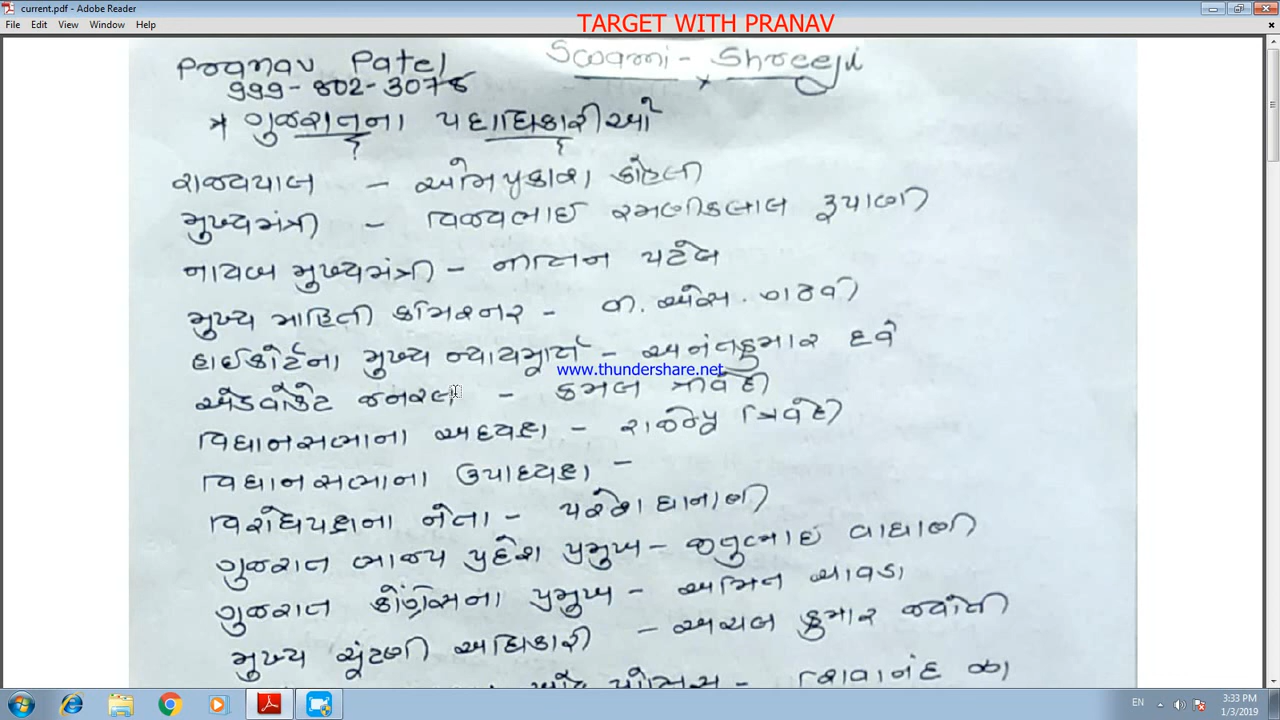 current.pdf - Adobe Reader
TARGET WITH PRANAV
File Edit View Window Help
Pranav Patel Swami - Shreeji
999-802-3078
* ગુજરાતના પદાધિકારીઓ
રાજ્યપાલ - ઓમપ્રકાશ કોહલી
મુખ્યમંત્રી - વિજયભાઈ રમણીકલાલ રૂપાણી
નાયબ મુખ્યમંત્રી - નીતિન પટેલ
મુખ્ય માહિતી કમિશનર - વી. એસ. ગઢવી
હાઈકોર્ટના મુખ્ય ન્યાયમૂર્તિ - અનંતકુમાર દવે
www.thundershare.net
એડવોકેટ જનરલ - કમલ ત્રીવેદી
વિધાનસભાના અધ્યક્ષ - રાજેન્દ્ર ત્રિવેદી
વિધાનસભાના ઉપાધ્યક્ષ -
વિરોધપક્ષના નેતા - પરેશ ધાનાણી
ગુજરાત ભાજપ પ્રદેશ પ્રમુખ - જીતુભાઈ વાઘાણી
ગુજરાત કોંગ્રેસના પ્રમુખ - અમિત ચાવડા
મુખ્ય ચૂંટણી અધિકારી -
પોલિસ - શિવાનંદ ઝા
EN 3:33 PM
1/3/2019